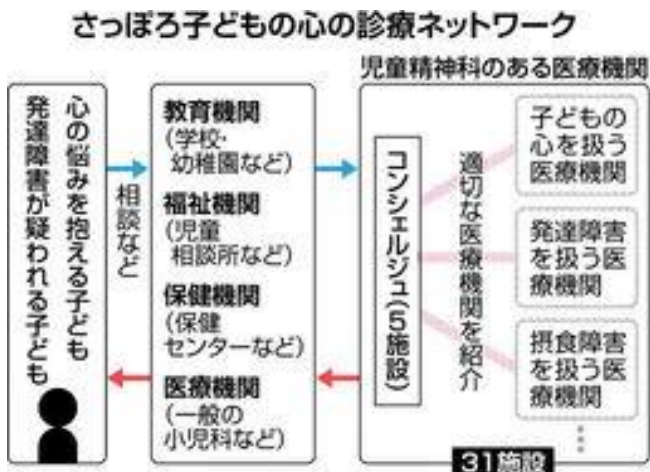 さっぽろ子どもの心の診療ネットワーク
心の悩みを抱える子ども
発達障害が疑われる子ども
相談など
教育機関
(学校・
幼稚園など)
福祉機関
(児童
相談所など)
保健機関
(保健
センターなど)
医療機関
(一般の
小児科など)
児童精神科のある医療機関
コンシェルジュ(5施設)
適切な医療機関を紹介
子どもの
心を扱う
医療機関
発達障害
を扱う医
療機関
摂食障害
を扱う医
療機関
⋮
31施設